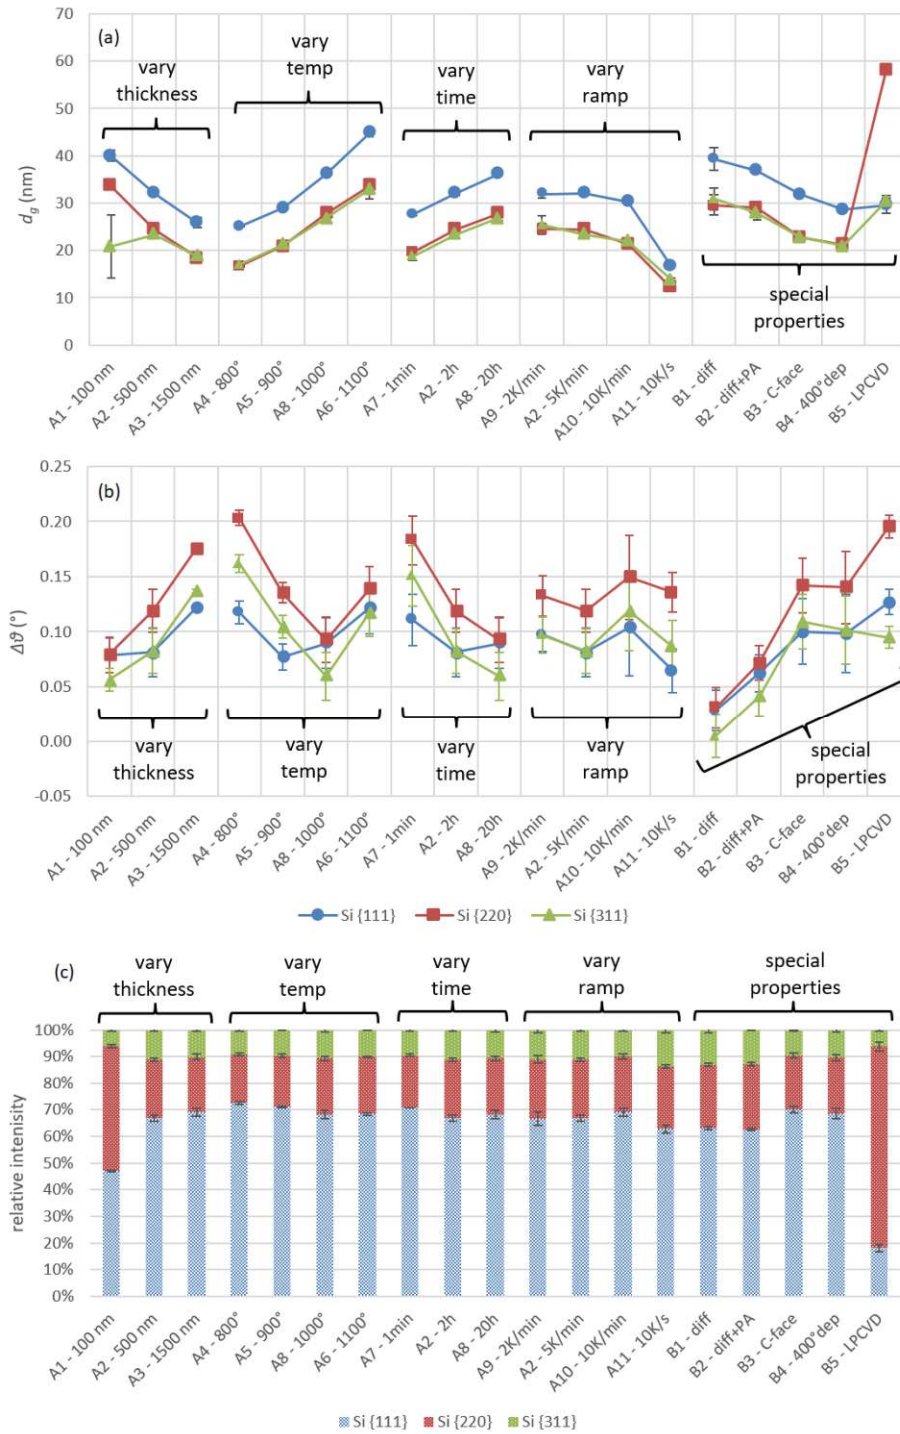 70
(a)
vary
thickness
vary
temp
vary
time
vary
ramp
60
50
40
30
20
10
0
d_g (nm)
special
properties
A1 - 100 nm
A2 - 500 nm
A3 - 1500 nm
A4 - 800°
A5 - 900°
A8 - 1000°
A6 - 1100°
A7 - 1min
A2 - 2h
A8 - 20h
A9 - 2K/min
A2 - 5K/min
A10 - 10K/min
A11 - 10K/s
B1 - diff
B2 - diff+PA
B3 - C-face
B4 - 400°dep
B5 - LPCVD
(b)
0.25
0.20
0.15
0.10
0.05
0.00
-0.05
Δϑ (°)
vary
thickness
vary
temp
vary
time
vary
ramp
special
properties
A1 - 100 nm
A2 - 500 nm
A3 - 1500 nm
A4 - 800°
A5 - 900°
A8 - 1000°
A6 - 1100°
A7 - 1min
A2 - 2h
A8 - 20h
A9 - 2K/min
A2 - 5K/min
A10 - 10K/min
A11 - 10K/s
B1 - diff
B2 - diff+PA
B3 - C-face
B4 - 400°dep
B5 - LPCVD
Si {111} Si {220} Si {311}
(c)
vary
thickness
vary
temp
vary
time
vary
ramp
special
properties
100%
90%
80%
70%
60%
50%
40%
30%
20%
10%
0%
relative intenisity
A1 - 100 nm
A2 - 500 nm
A3 - 1500 nm
A4 - 800°
A5 - 900°
A8 - 1000°
A6 - 1100°
A7 - 1min
A2 - 2h
A8 - 20h
A9 - 2K/min
A2 - 5K/min
A10 - 10K/min
A11 - 10K/s
B1 - diff
B2 - diff+PA
B3 - C-face
B4 - 400°dep
B5 - LPCVD
Si {111} Si {220} Si {311}